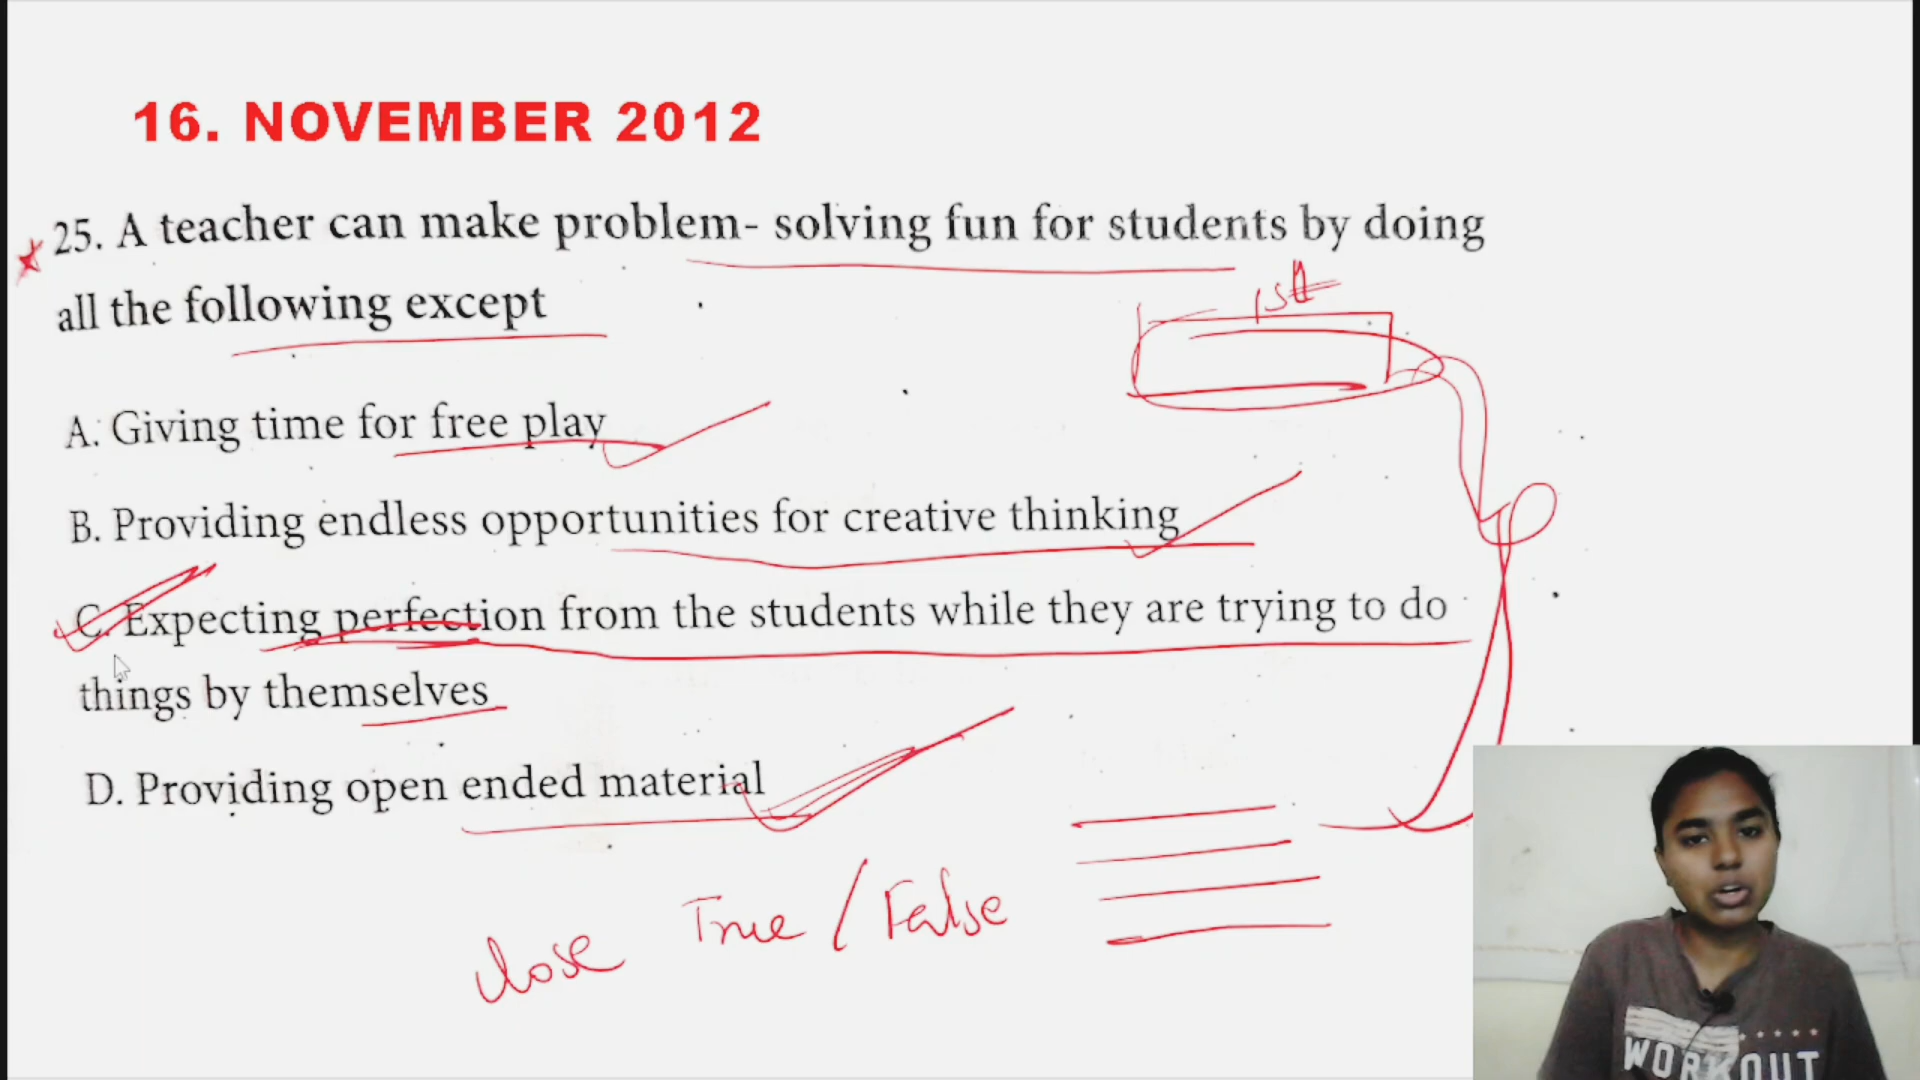 16. NOVEMBER 2012
25. A teacher can make problem- solving fun for students by doing
all the following except
1st
A. Giving time for free play
B. Providing endless opportunities for creative thinking
C. Expecting perfection from the students while they are trying to do
things by themselves
D. Providing open ended material
True / False
close
WORKOUT